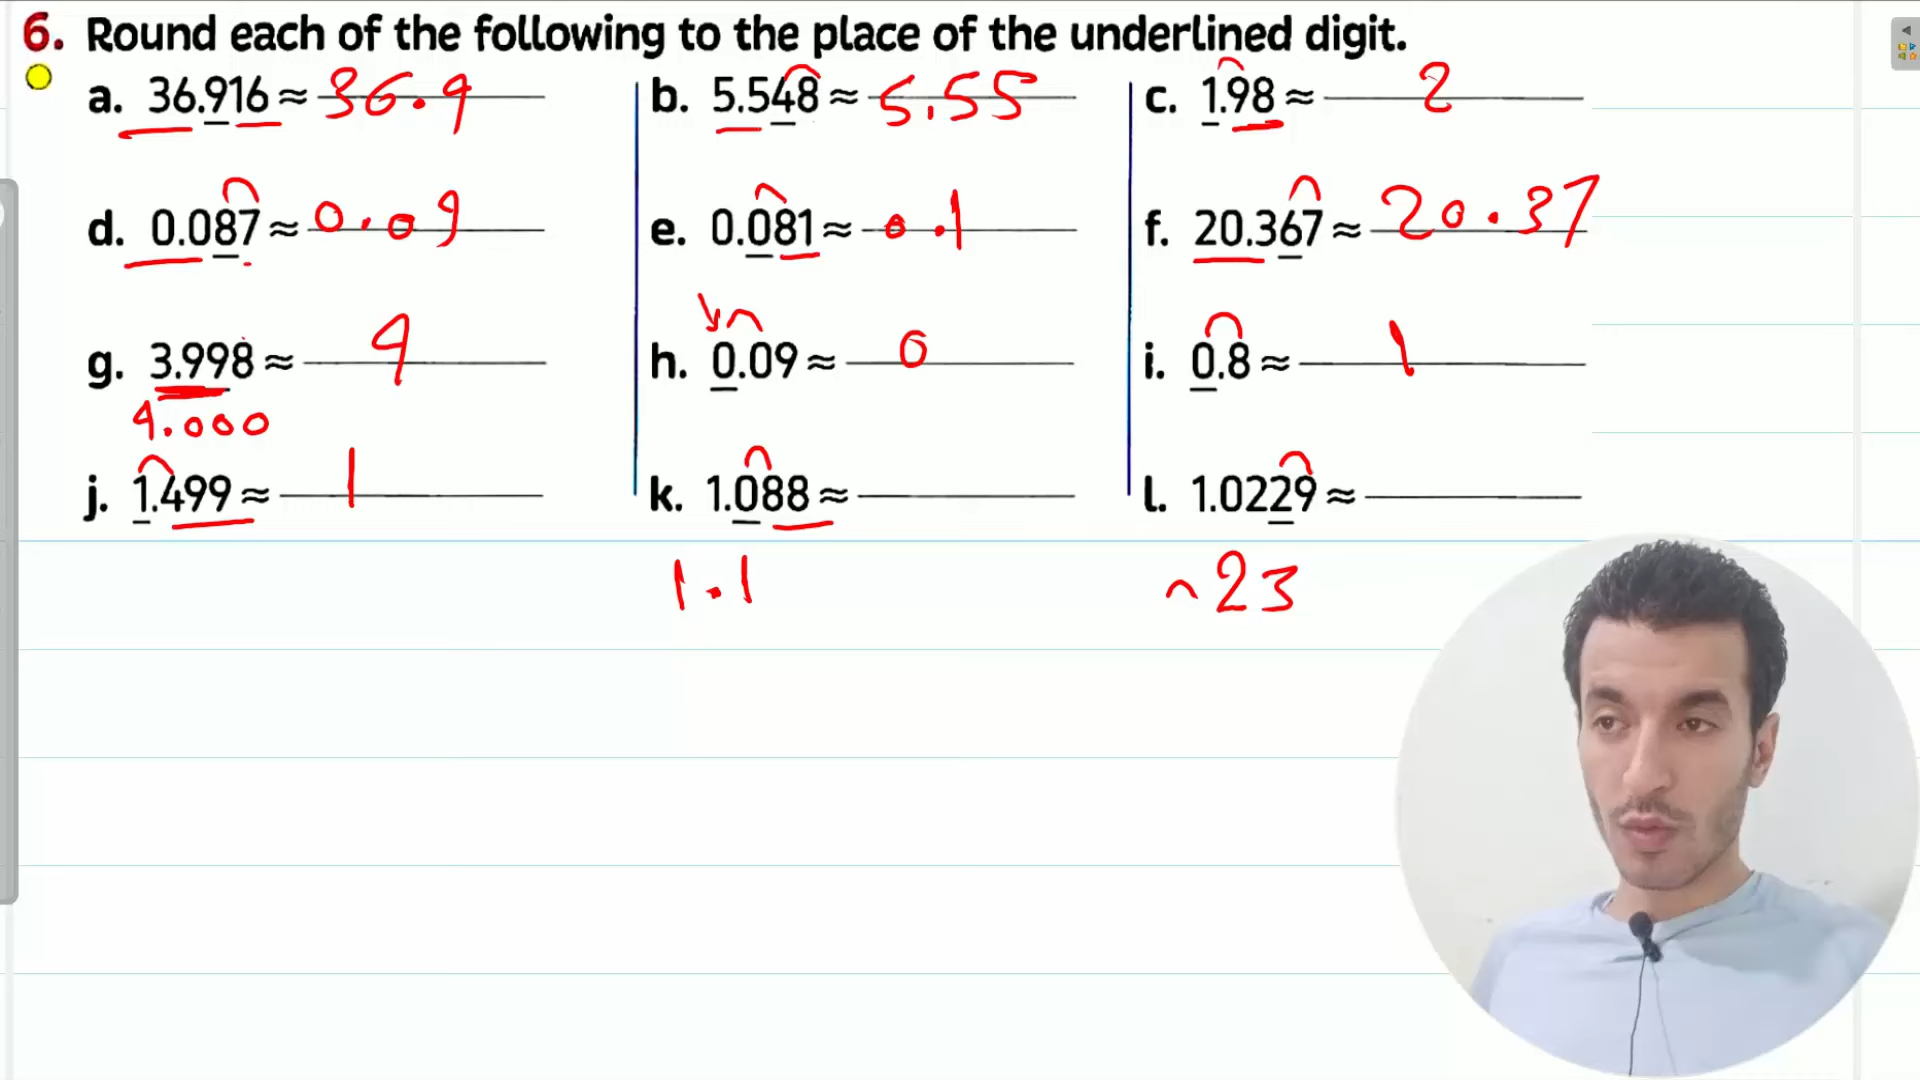 6. Round each of the following to the place of the underlined digit.
a. 36.916 ≈ 36.9
b. 5.548 ≈ 5.55
c. 1.98 ≈ 2
d. 0.087 ≈ 0.09
e. 0.081 ≈ 0.1
f. 20.367 ≈ 20.37
g. 3.998 ≈ 4
4.000
h. 0.09 ≈ 0
i. 0.8 ≈ 1
j. 1.499 ≈ 1
k. 1.088 ≈
1.1
l. 1.0229 ≈
23